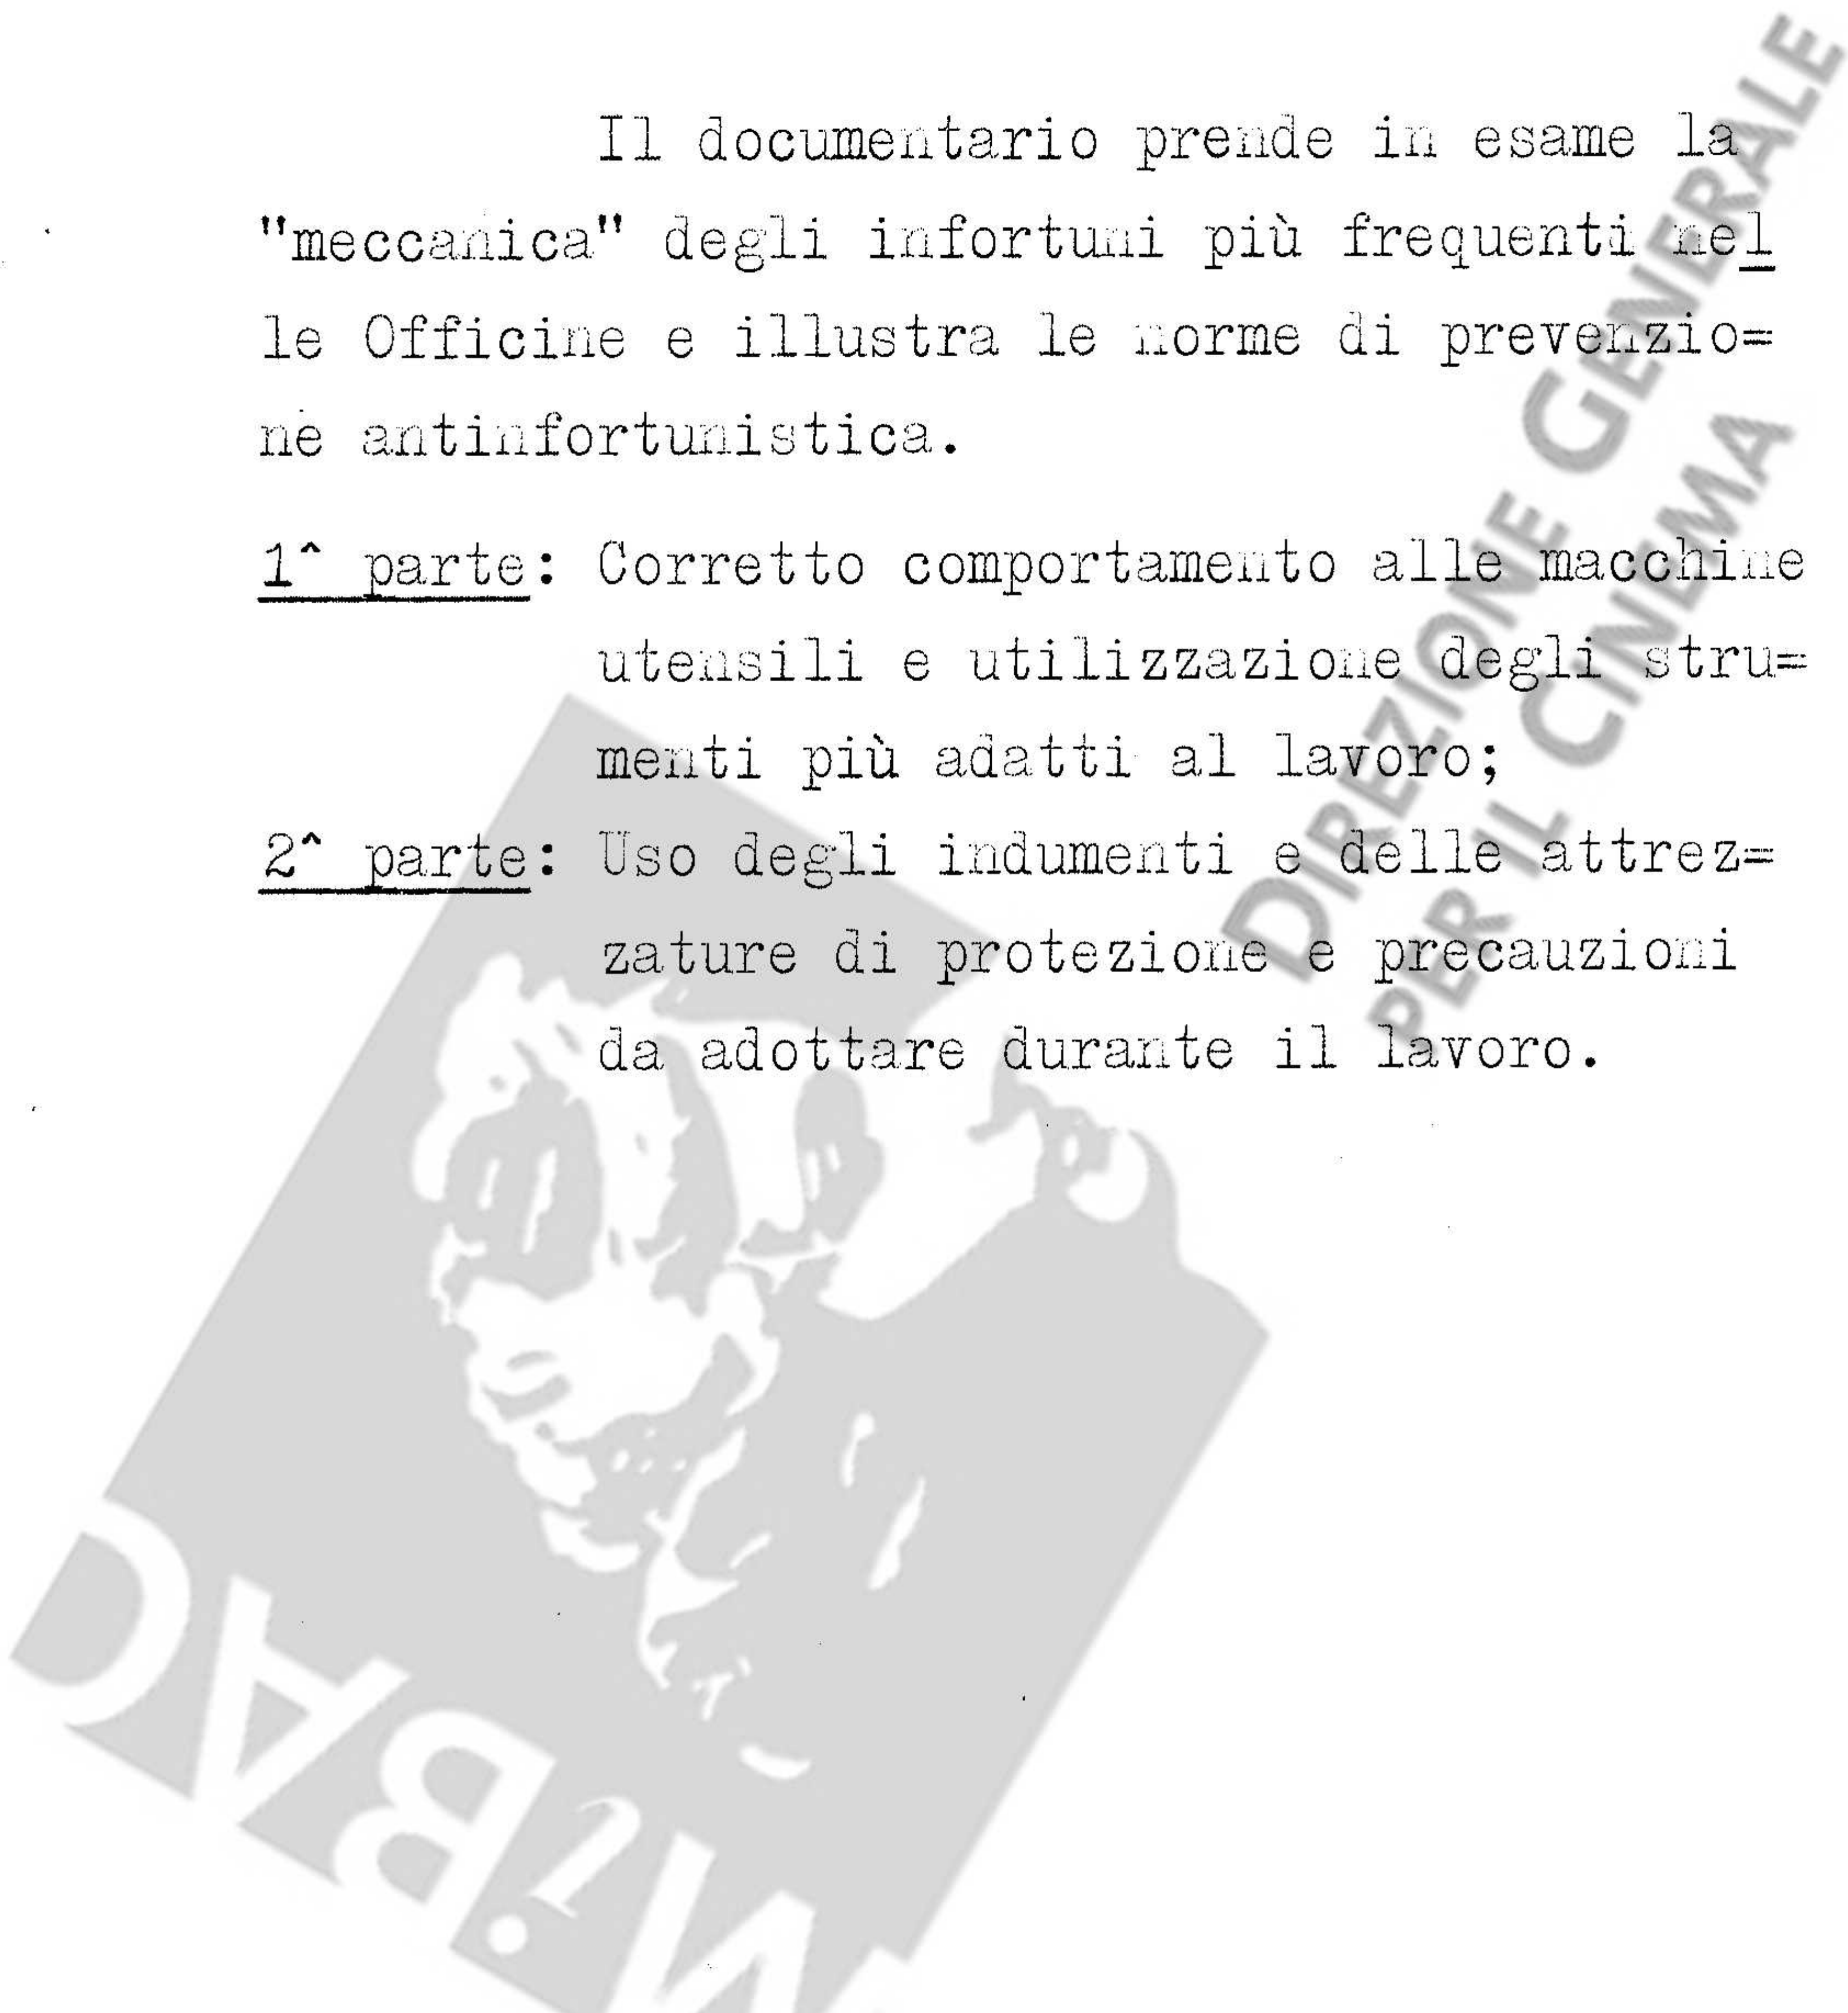 Il documentario prende in esame la
"meccanica" degli infortuni più frequenti nel
le Officine e illustra le norme di prevenzio=
ne antinfortunistica.
1^ parte: Corretto comportamento alle macchine
utensili e utilizzazione degli stru=
menti più adatti al lavoro;
2^ parte: Uso degli indumenti e delle attrez=
zature di protezione e precauzioni
da adottare durante il lavoro.
DIREZIONE GENERALE
PER IL CINEMA
MiBAC